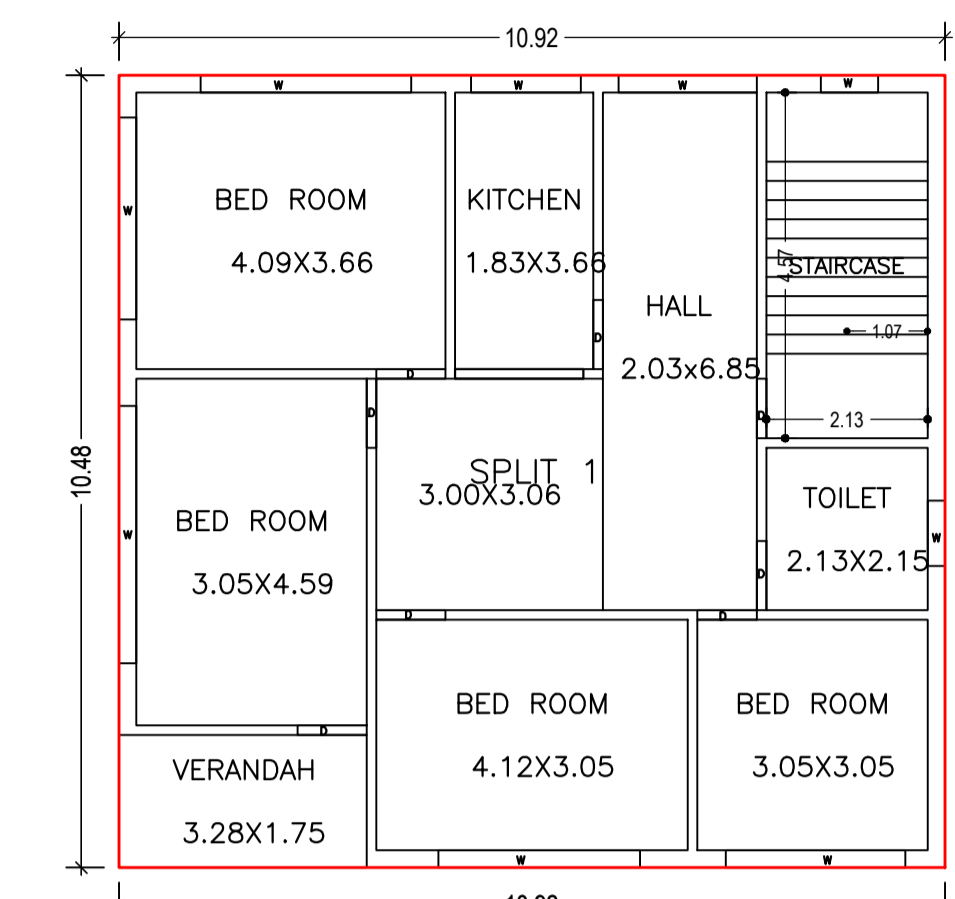 10.92
W
W
W
W
BED ROOM
4.09X3.66
KITCHEN
1.83X3.66
W
STAIRCASE
4.57
HALL
2.03x6.85
1.07
D
D
D
D
2.13
SPLIT 1
3.00X3.06
10.48
TOILET
2.13X2.15
W
BED ROOM
3.05X4.59
W
D
D
D
BED ROOM
4.12X3.05
BED ROOM
3.05X3.05
D
VERANDAH
3.28X1.75
W
W